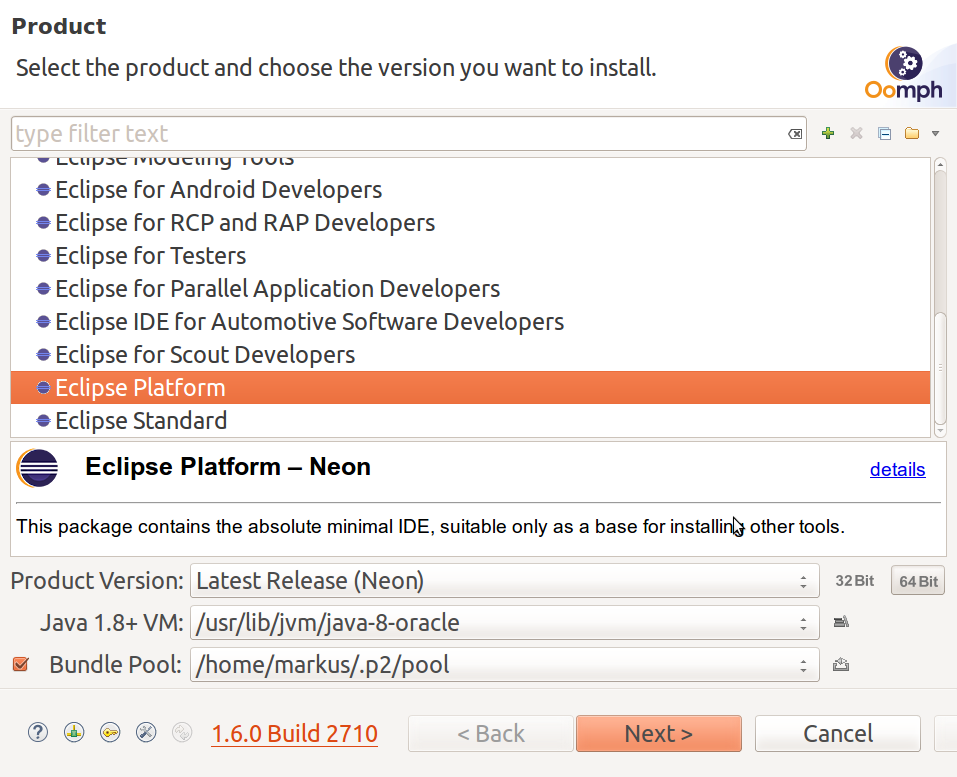 Product
Select the product and choose the version you want to install.
Oomph
type filter text
Eclipse Modeling Tools
Eclipse for Android Developers
Eclipse for RCP and RAP Developers
Eclipse for Testers
Eclipse for Parallel Application Developers
Eclipse IDE for Automotive Software Developers
Eclipse for Scout Developers
Eclipse Platform
Eclipse Standard
Eclipse Platform – Neon
details
This package contains the absolute minimal IDE, suitable only as a base for installing other tools.
Product Version: Latest Release (Neon) 32 Bit 64 Bit
Java 1.8+ VM: /usr/lib/jvm/java-8-oracle
Bundle Pool: /home/markus/.p2/pool
1.6.0 Build 2710 < Back Next > Cancel